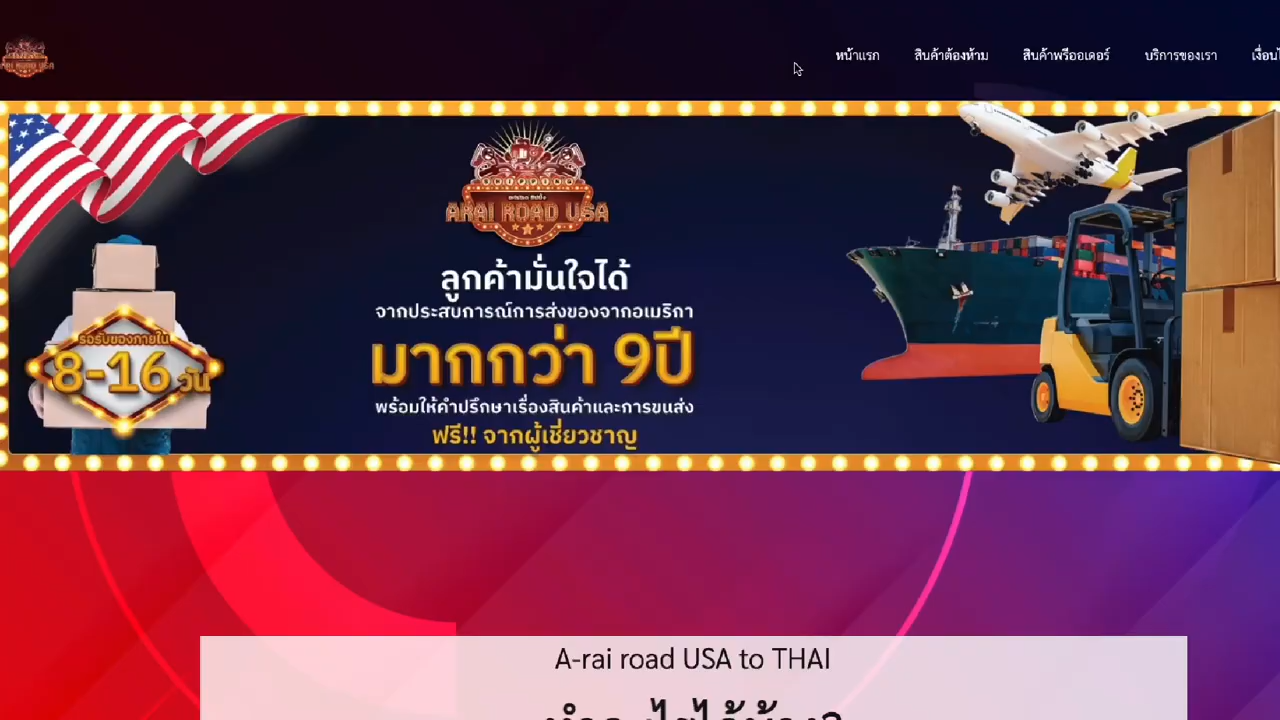 หน้าแรก
สินค้าต้องห้าม
สินค้าพรีออเดอร์
บริการของเรา
SHIPPING
ARAI ROAD USA
ลูกค้ามั่นใจได้
จากประสบการณ์การส่งของจากอเมริกา
มากกว่า 9ปี
พร้อมให้คำปรึกษาเรื่องสินค้าและการขนส่ง
ฟรี!! จากผู้เชี่ยวชาญ
รอรับของภายใน
8-16 วัน
A-rai road USA to THAI